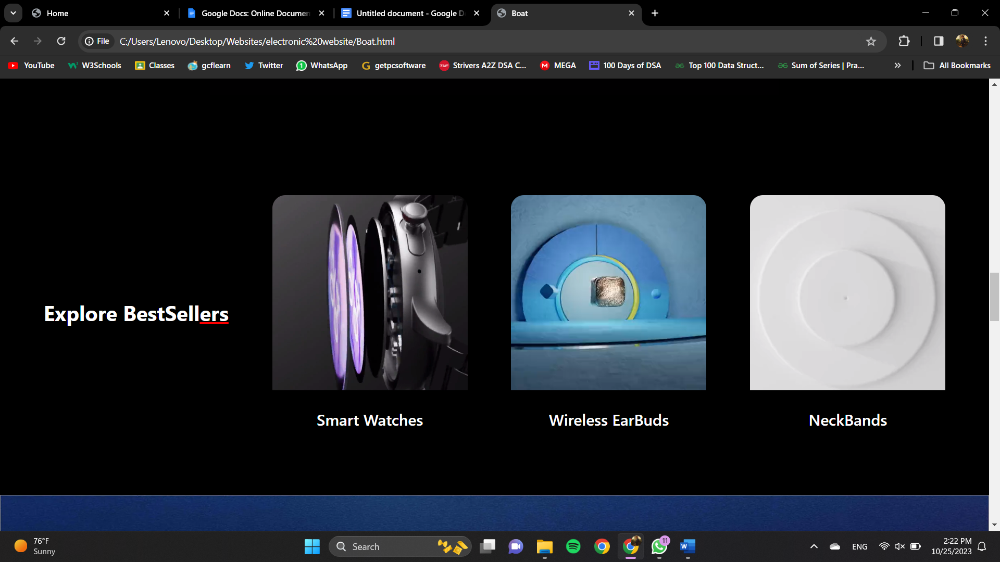 Home
Google Docs: Online Documen
Untitled document - Google D
Boat
File
C:/Users/Lenovo/Desktop/Websites/electronic%20website/Boat.html
YouTube
W3Schools
Classes
gcflearn
Twitter
1 WhatsApp
G getpcsoftware
TUF Strivers A2Z DSA C...
M MEGA
100 Days of DSA
Top 100 Data Struct...
Sum of Series | Pra...
All Bookmarks
Explore BestSellers
Smart Watches
Wireless EarBuds
NeckBands
76°F
Sunny
Search
11
W
ENG
2:22 PM
10/25/2023